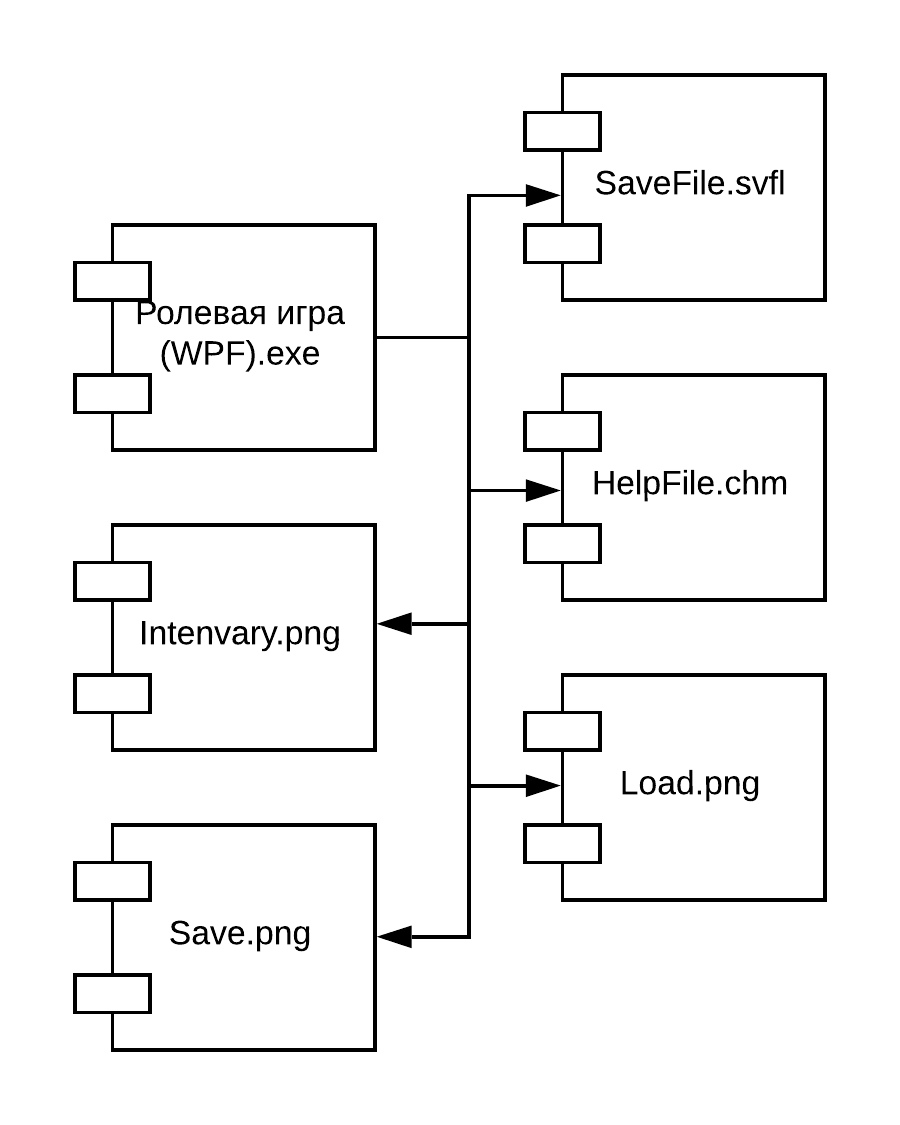 SaveFile.svfl
Ролевая игра
(WPF).exe
HelpFile.chm
Intenvary.png
Load.png
Save.png